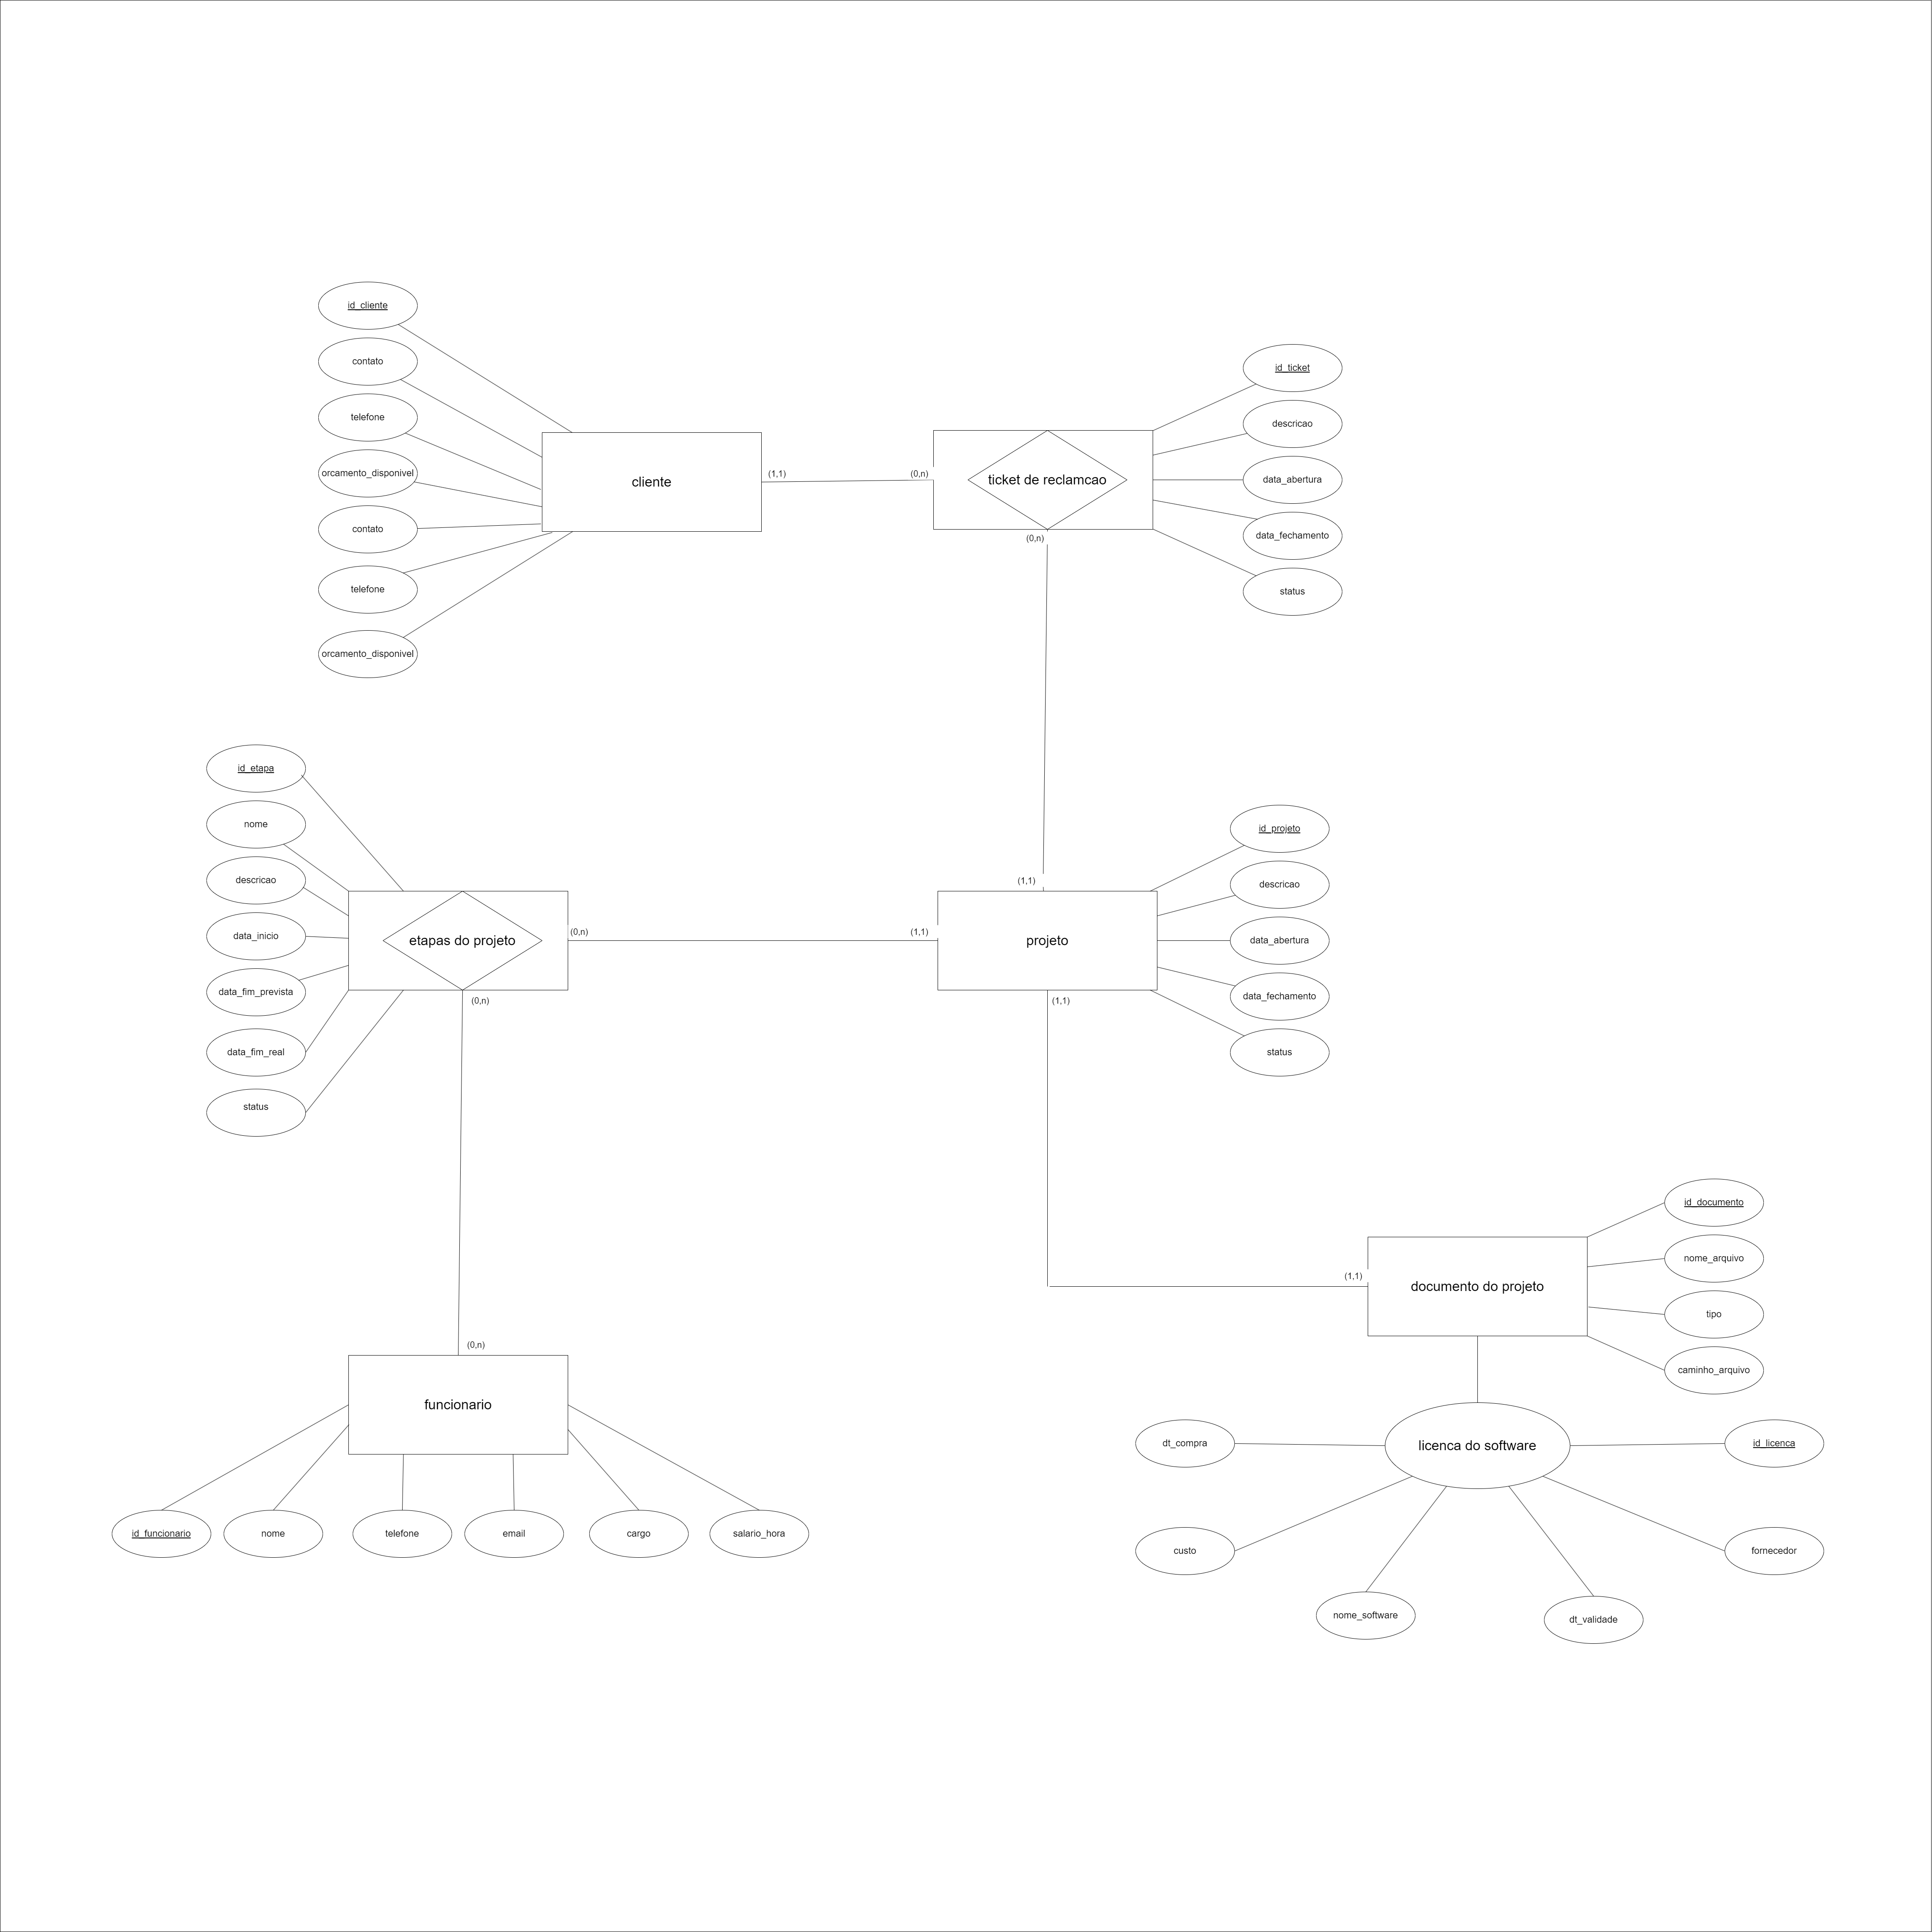 id_cliente
contato
telefone
orcamento_disponivel
contato
telefone
orcamento_disponivel
cliente
(1,1)
(0,n)
ticket de reclamcao
(0,n)
id_ticket
descricao
data_abertura
data_fechamento
status
id_etapa
nome
descricao
data_inicio
data_fim_prevista
data_fim_real
status
etapas do projeto
(0,n)
(0,n)
(1,1)
(1,1)
projeto
(1,1)
id_projeto
descricao
data_abertura
data_fechamento
status
(1,1)
documento do projeto
id_documento
nome_arquivo
tipo
caminho_arquivo
(0,n)
funcionario
id_funcionario
nome
telefone
email
cargo
salario_hora
licenca do software
dt_compra
id_licenca
custo
fornecedor
nome_software
dt_validade